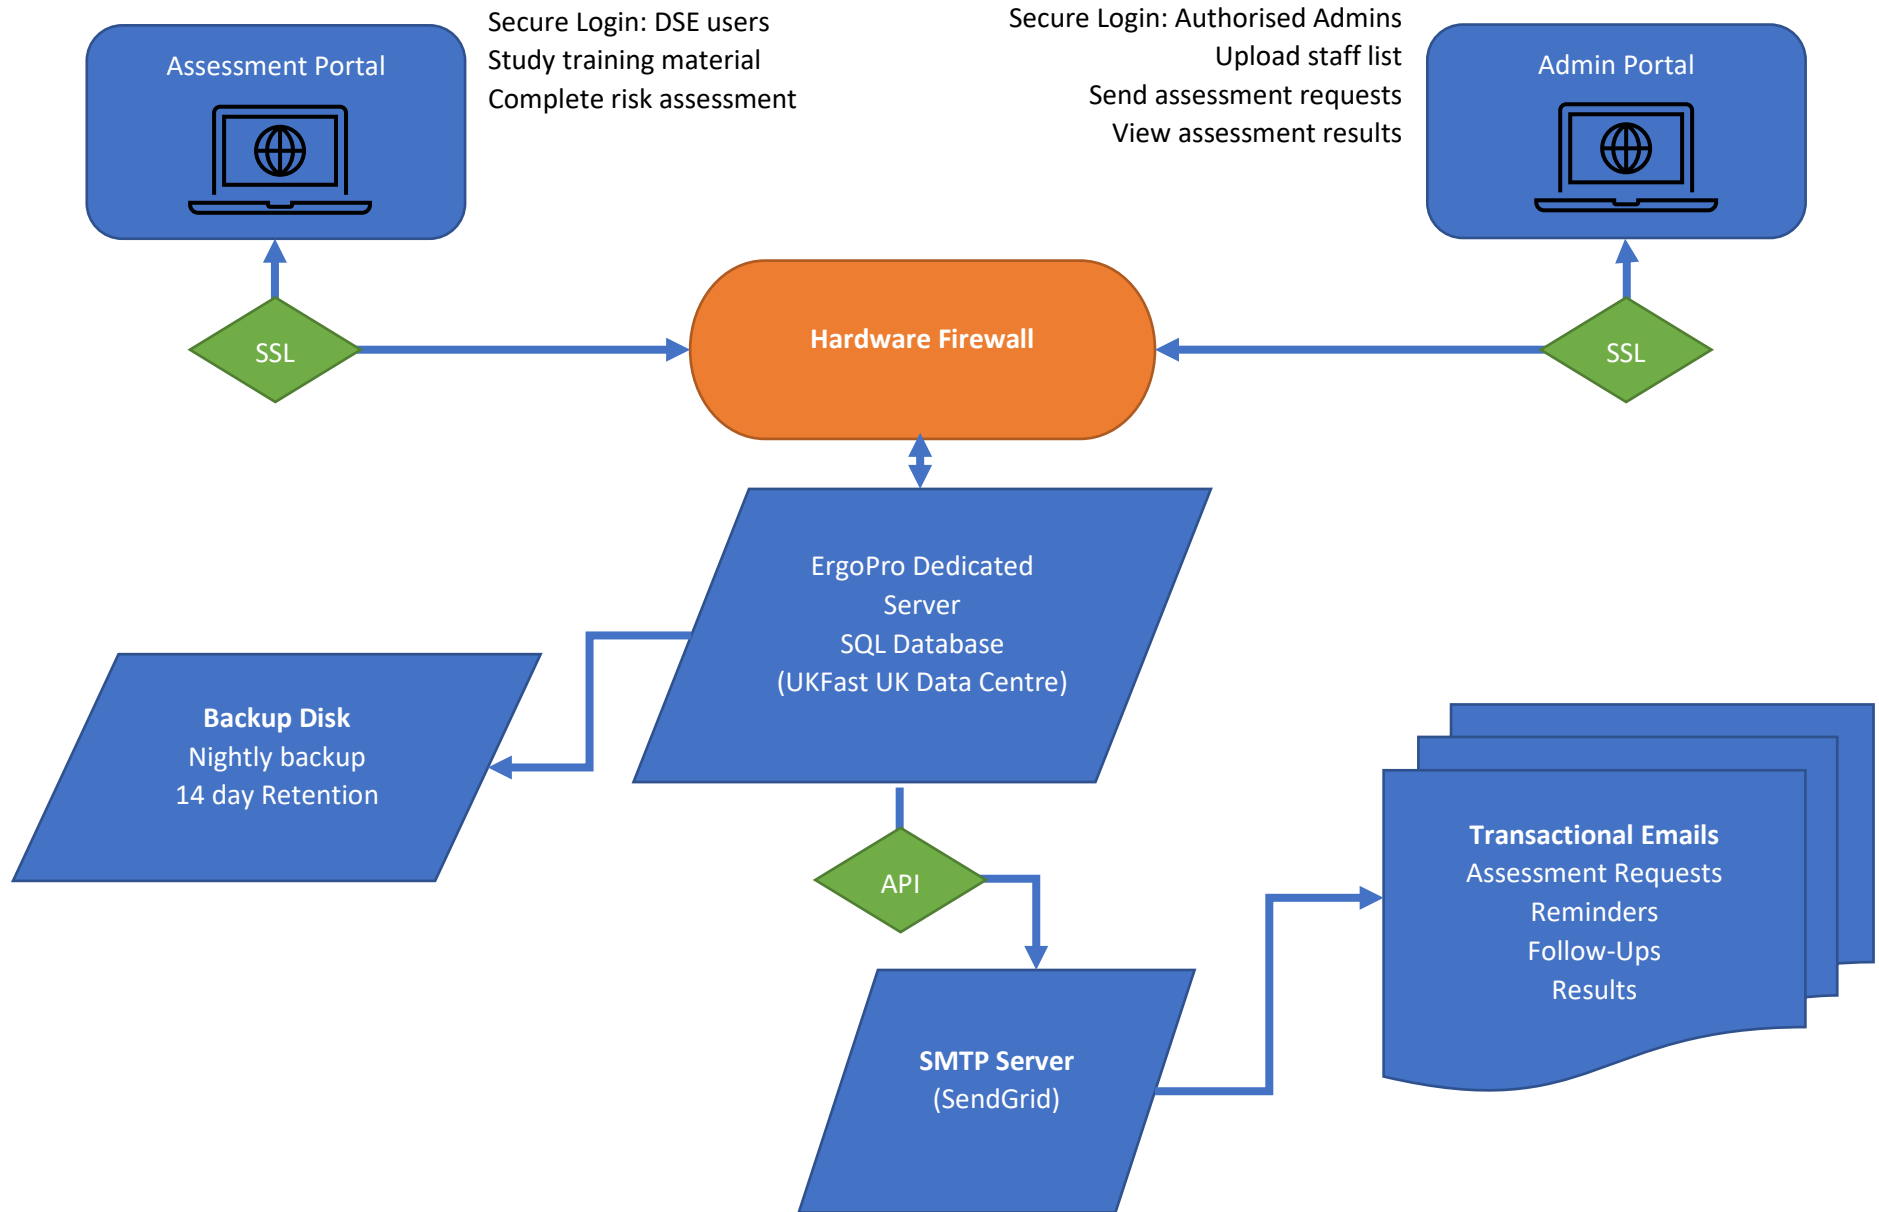 Assessment Portal
Secure Login: DSE users
Study training material
Complete risk assessment
Secure Login: Authorised Admins
Upload staff list
Send assessment requests
View assessment results
Admin Portal
SSL
Hardware Firewall
SSL
ErgoPro Dedicated
Server
SQL Database
(UKFast UK Data Centre)
Backup Disk
Nightly backup
14 day Retention
API
Transactional Emails
Assessment Requests
Reminders
Follow-Ups
Results
SMTP Server
(SendGrid)